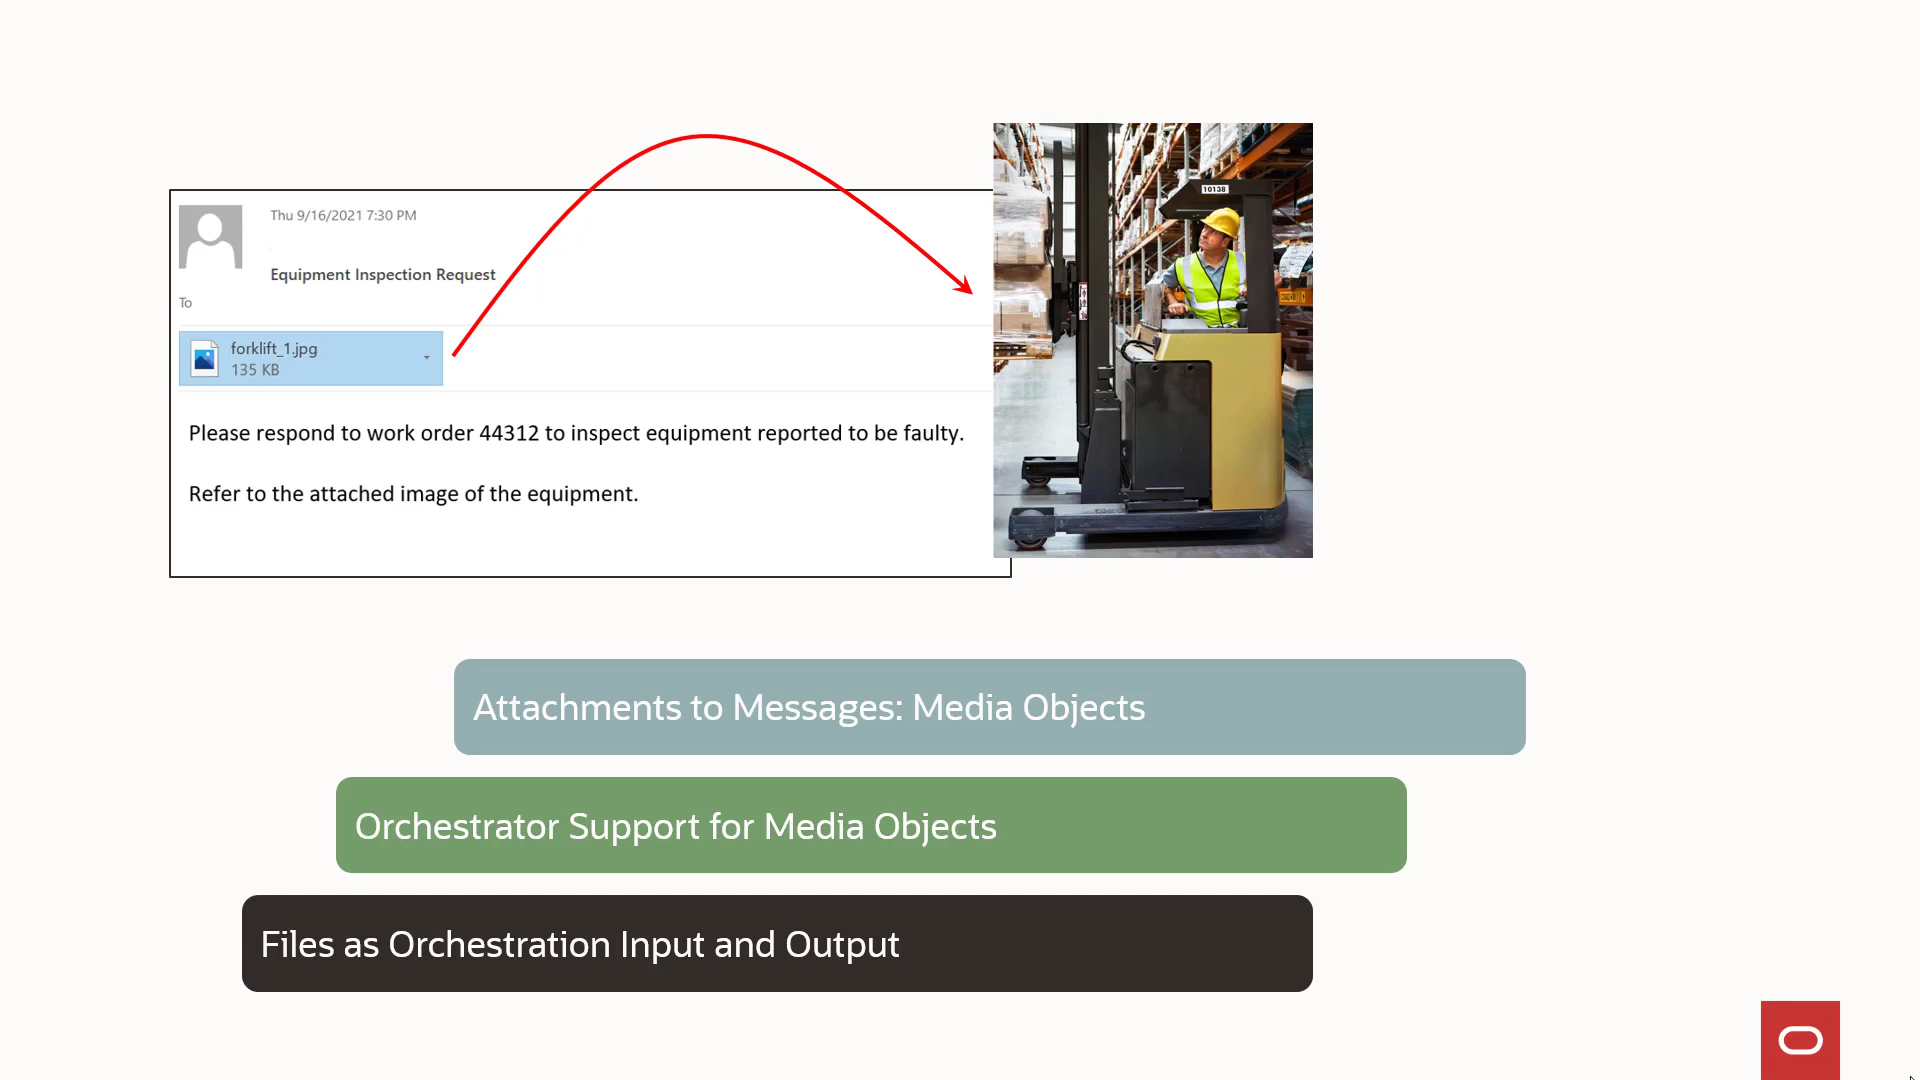 Thu 9/16/2021 7:30 PM
Equipment Inspection Request
To
forklift_1.jpg
135 KB
Please respond to work order 44312 to inspect equipment reported to be faulty.
Refer to the attached image of the equipment.
10138
Attachments to Messages: Media Objects
Orchestrator Support for Media Objects
Files as Orchestration Input and Output